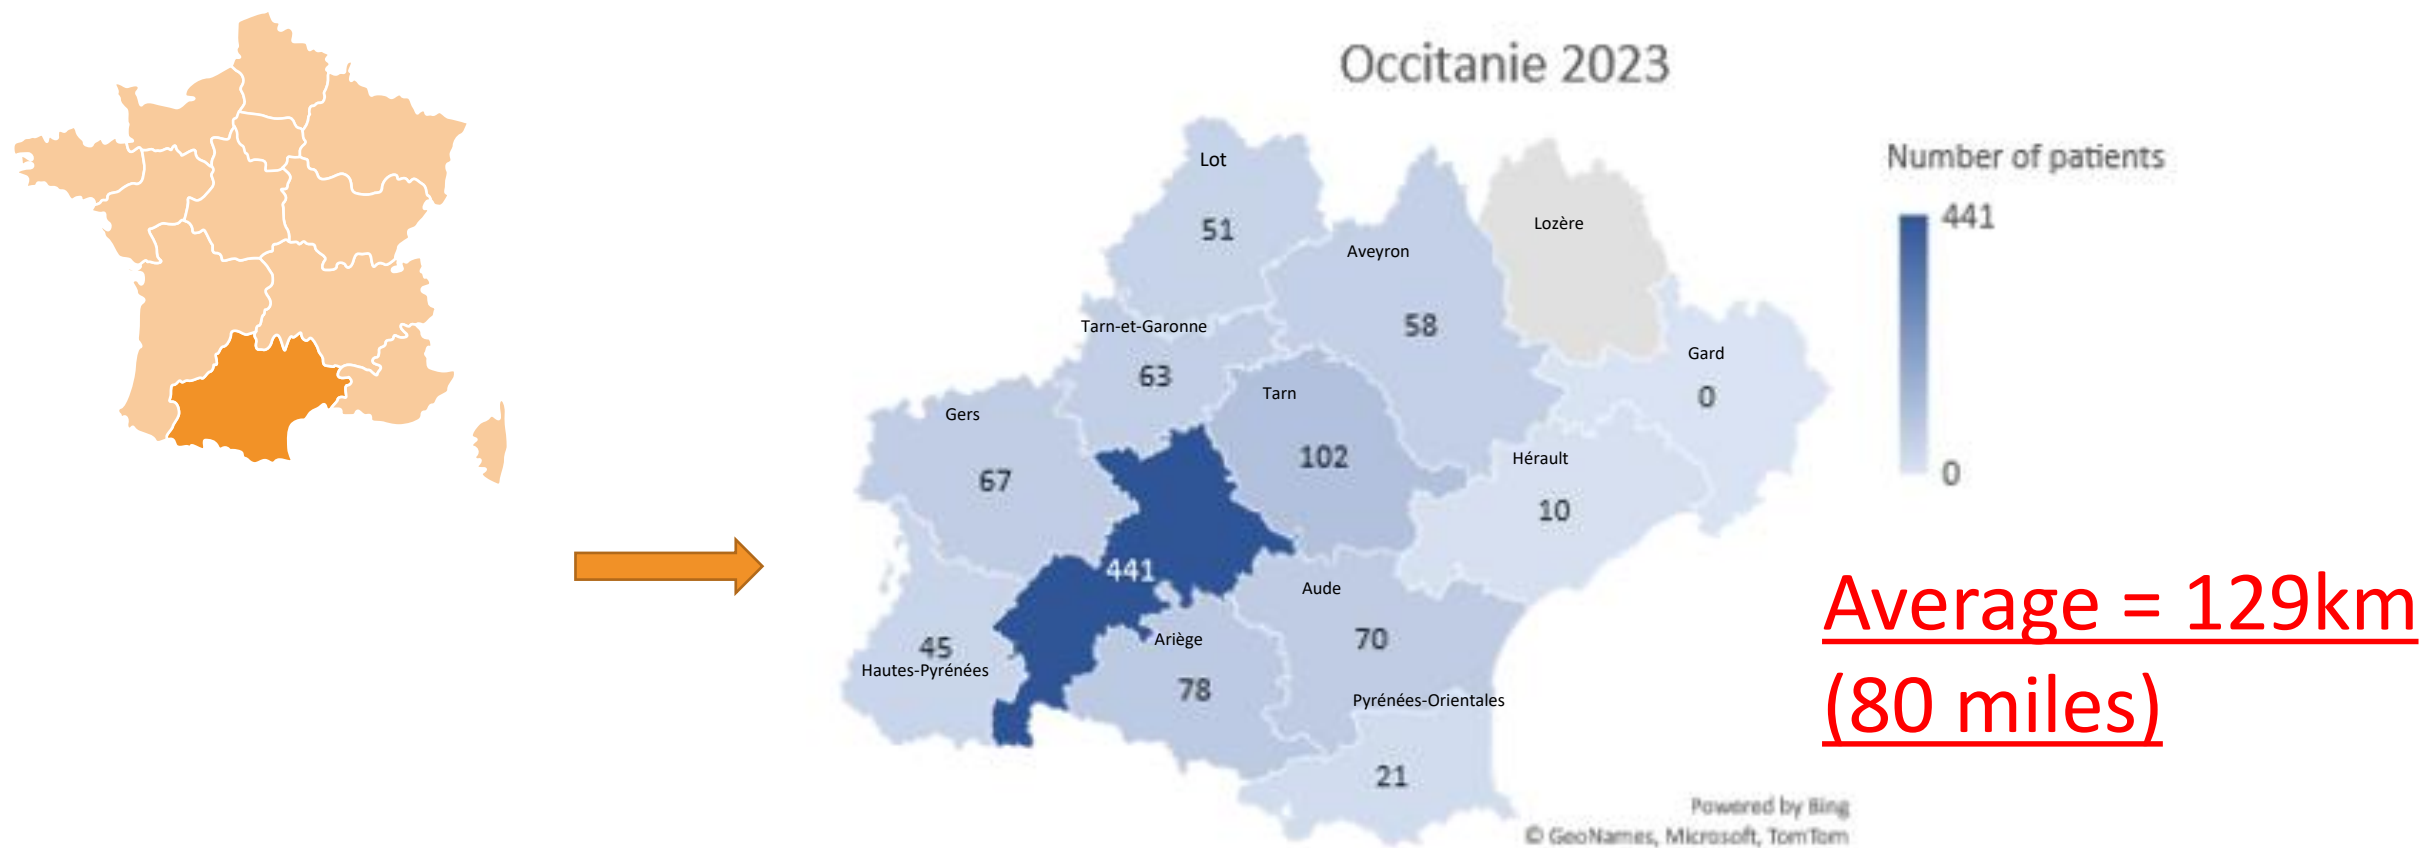 Occitanie 2023
Number of patients
441
0
Lot
51
Lozère
Aveyron
58
Tarn-et-Garonne
63
Gard
0
Tarn
102
Gers
67
Hérault
10
441
Aude
70
Ariège
78
45
Hautes-Pyrénées
Pyrénées-Orientales
21
Average = 129km
(80 miles)
Powered by Bing
© GeoNames, Microsoft, TomTom